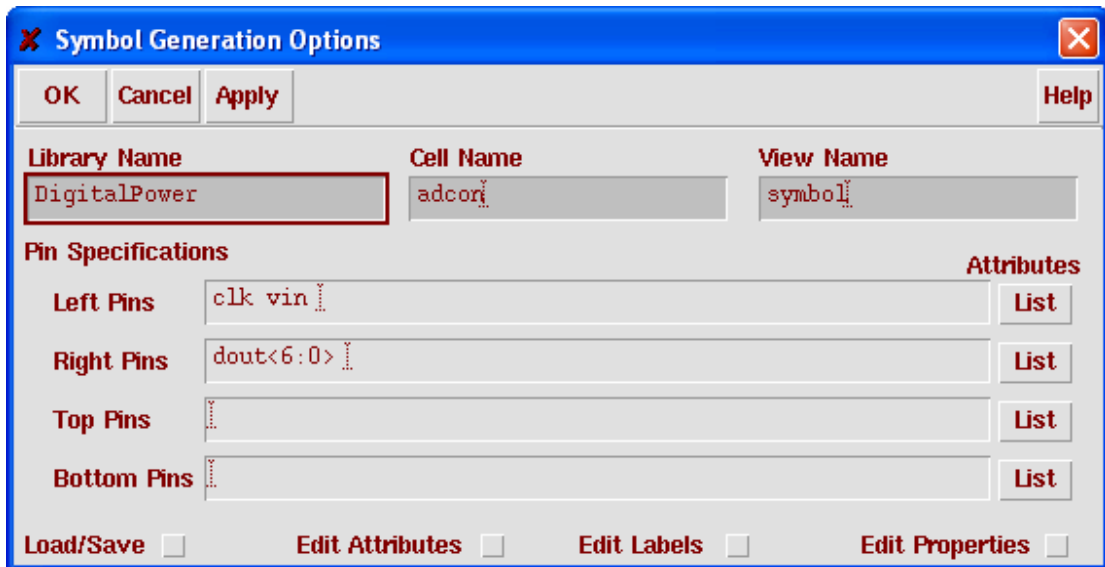 Symbol Generation Options
OK Cancel Apply Help
Library Name Cell Name View Name
DigitalPower adcon symbol
Pin Specifications
Attributes
Left Pins clk vin List
Right Pins dout<6:0> List
Top Pins List
Bottom Pins List
Load/Save Edit Attributes Edit Labels Edit Properties